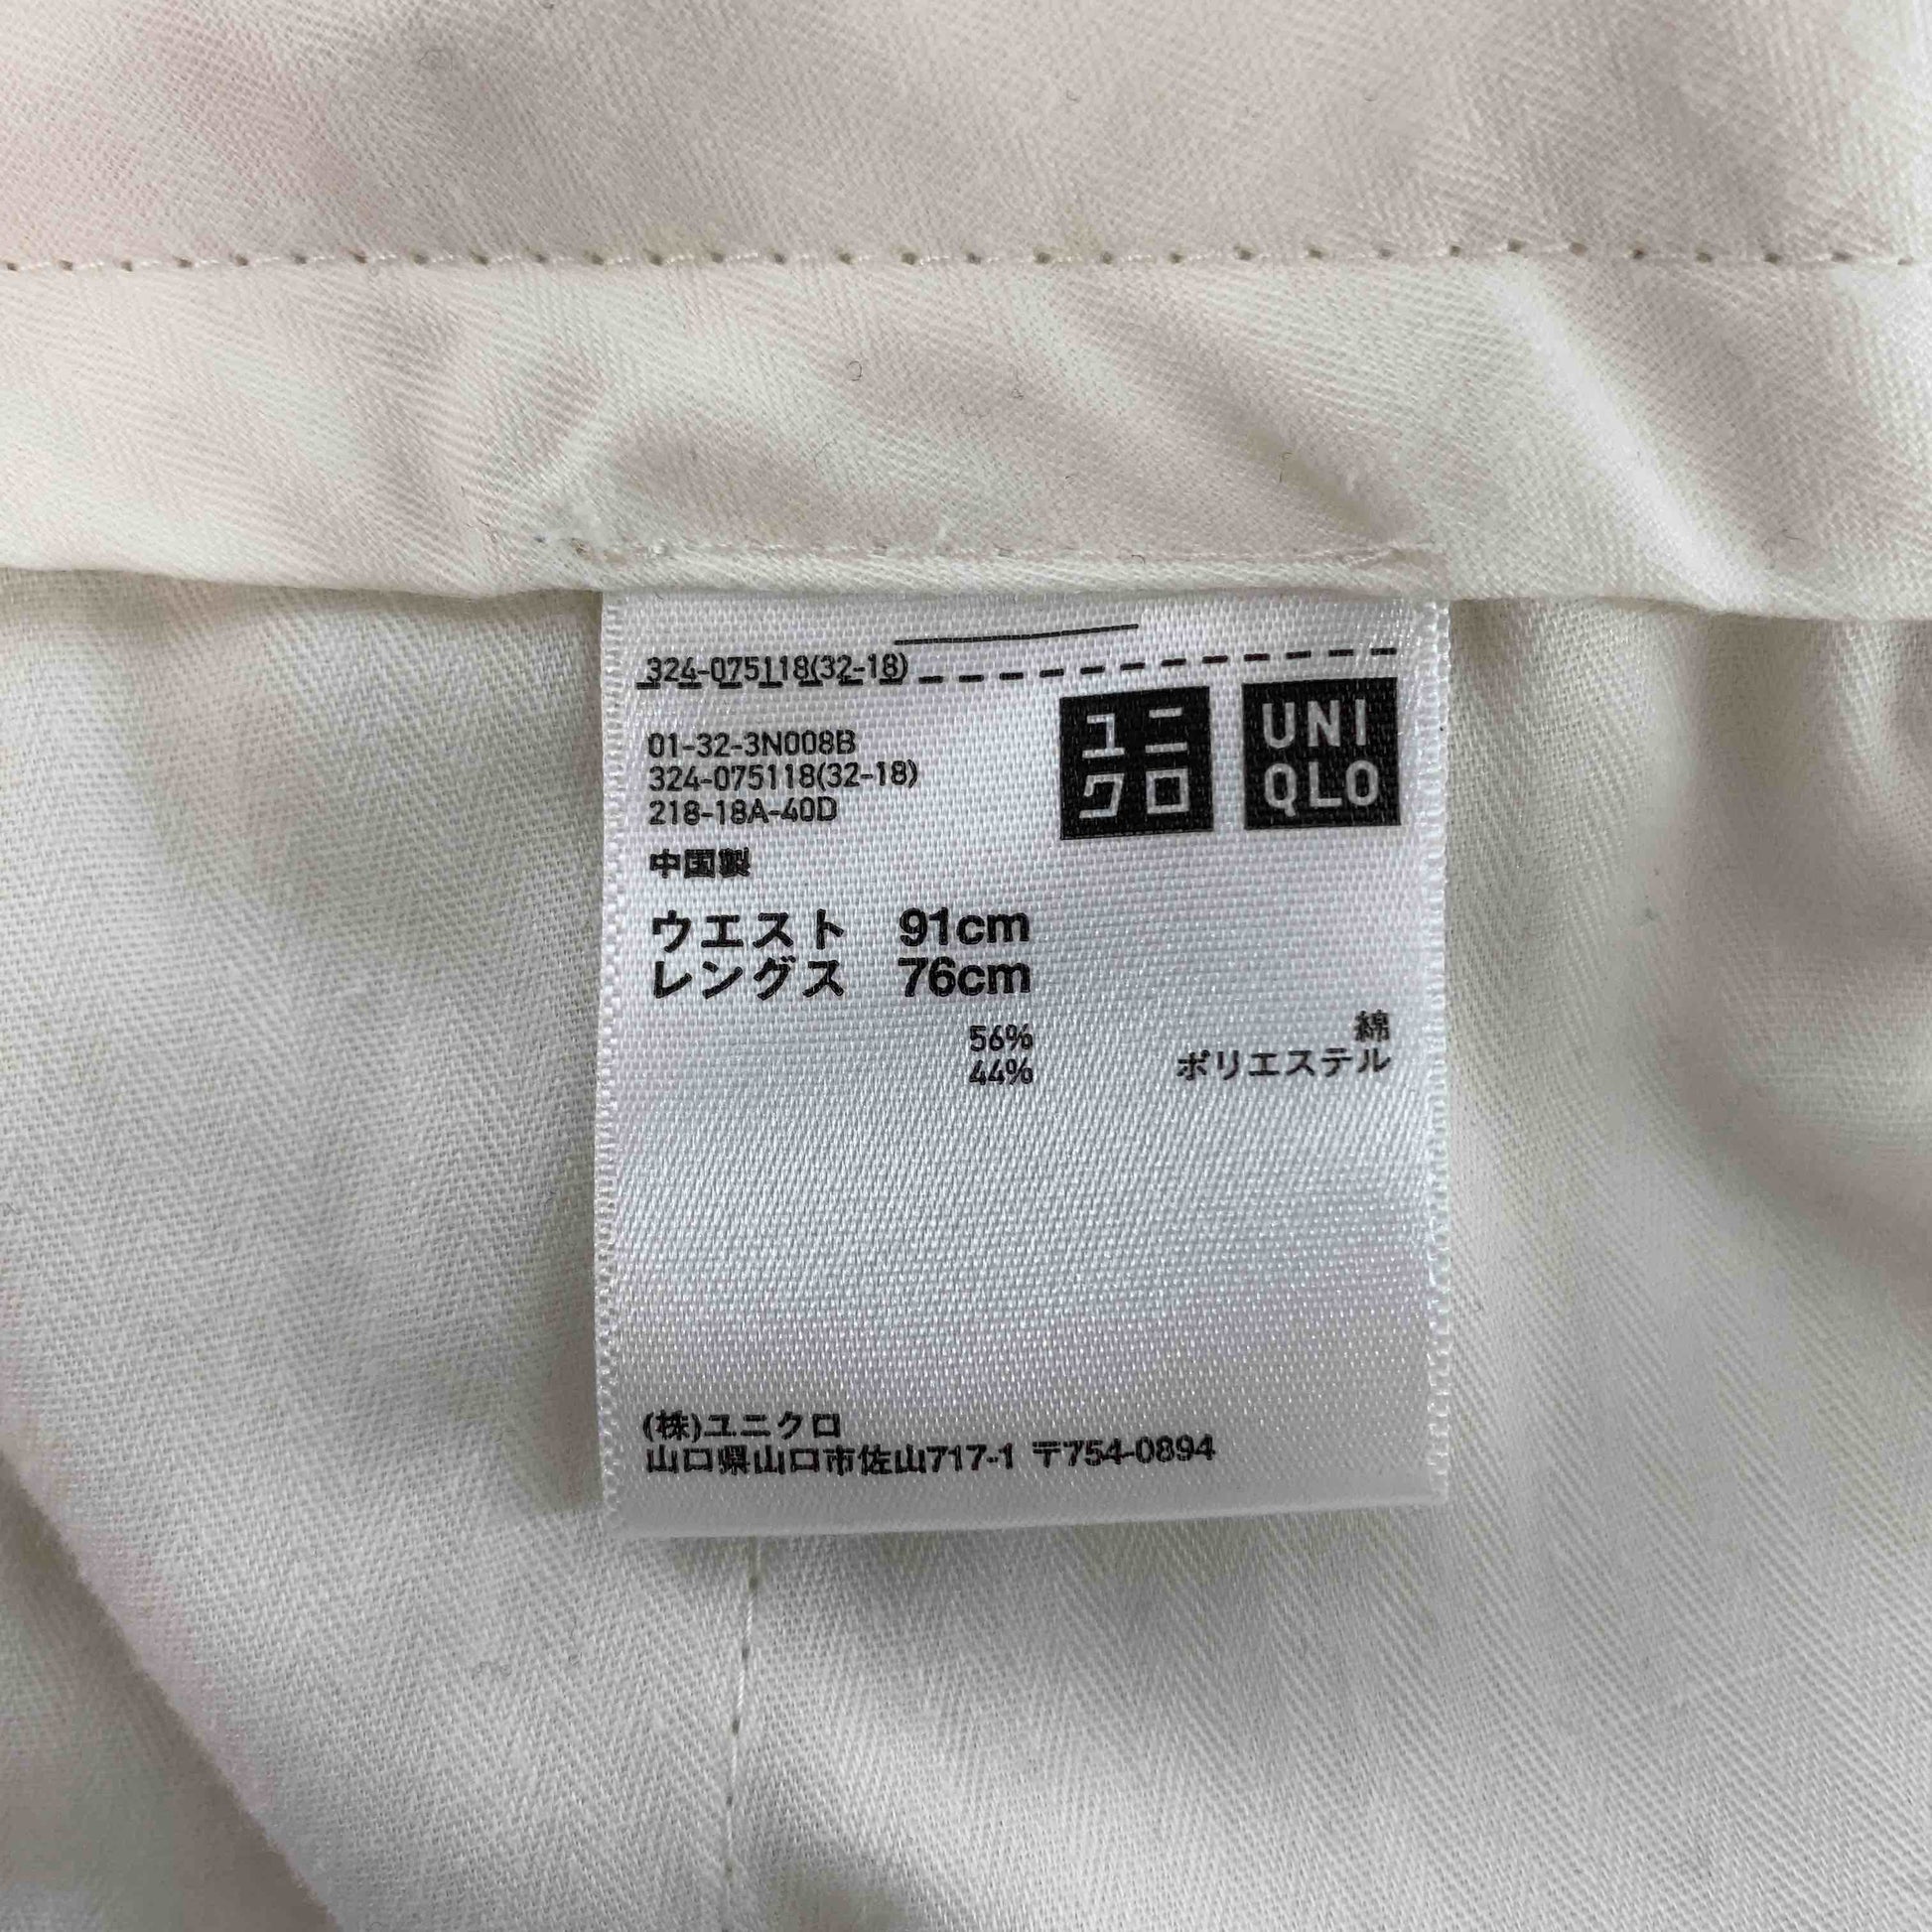 324-075118(32-18)
ユニ
クロ
UNI
QLO
01-32-3N008B
324-075118(32-18)
218-18A-40D
中国製
ウエスト 91cm
レングス 76cm
56% 綿
44% ポリエステル
(株)ユニクロ
山口県山口市佐山717-1 〒754-0894